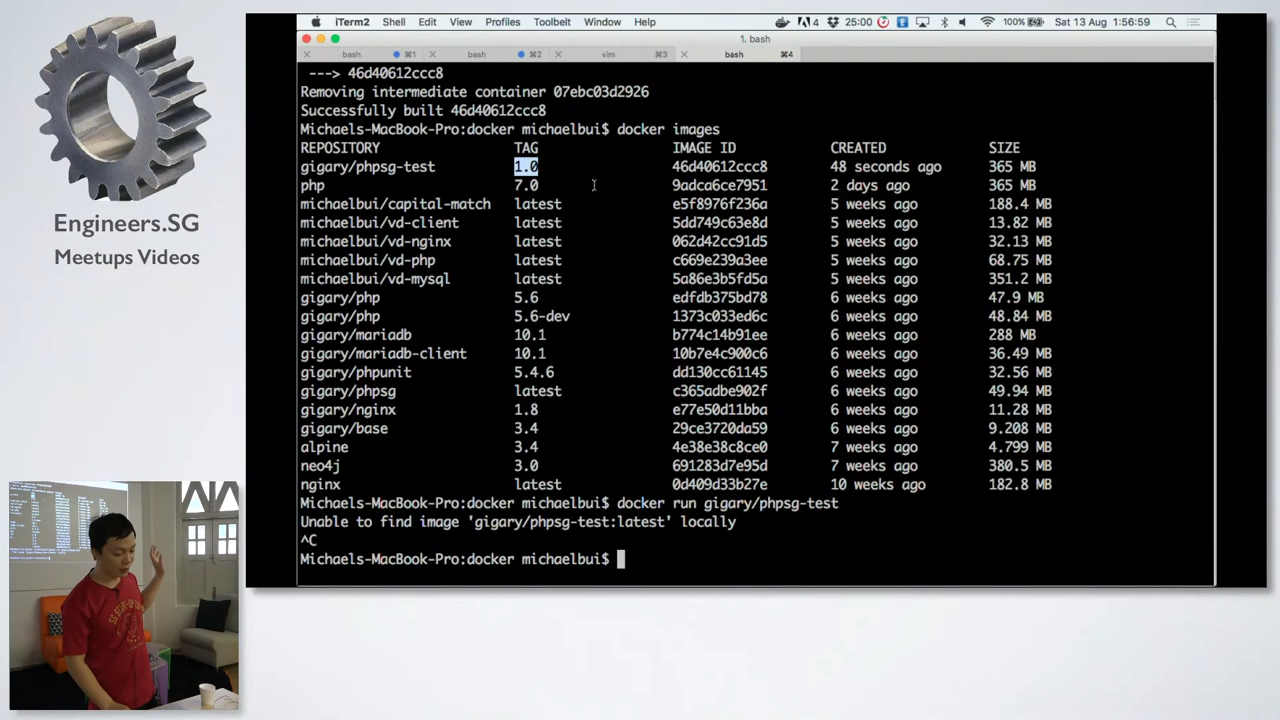 iTerm2 Shell Edit View Profiles Toolbelt Window Help 4 25:00 100% Sat 13 Aug 1:56:59
1. bash
bash ⌘1 bash ⌘2 vim ⌘3 bash ⌘4
---> 46d40612ccc8
Removing intermediate container 07ebc03d2926
Successfully built 46d40612ccc8
Michaels-MacBook-Pro:docker michaelbui$ docker images
REPOSITORY TAG IMAGE ID CREATED SIZE
gigary/phpsg-test 1.0 46d40612ccc8 48 seconds ago 365 MB
php 7.0 9adca6ce7951 2 days ago 365 MB
michaelbui/capital-match latest e5f8976f236a 5 weeks ago 188.4 MB
michaelbui/vd-client latest 5dd749c63e8d 5 weeks ago 13.82 MB
michaelbui/vd-nginx latest 062d42cc91d5 5 weeks ago 32.13 MB
michaelbui/vd-php latest c669e239a3ee 5 weeks ago 68.75 MB
michaelbui/vd-mysql latest 5a86e3b5fd5a 5 weeks ago 351.2 MB
gigary/php 5.6 edfdb375bd78 6 weeks ago 47.9 MB
gigary/php 5.6-dev 1373c033ed6c 6 weeks ago 48.84 MB
gigary/mariadb 10.1 b774c14b91ee 6 weeks ago 288 MB
gigary/mariadb-client 10.1 10b7e4c900c6 6 weeks ago 36.49 MB
gigary/phpunit 5.4.6 dd130cc61145 6 weeks ago 32.56 MB
gigary/phpsg latest c365adbe902f 6 weeks ago 49.94 MB
gigary/nginx 1.8 e77e50d11bba 6 weeks ago 11.28 MB
gigary/base 3.4 29ce3720da59 6 weeks ago 9.208 MB
alpine 3.4 4e38e38c8ce0 7 weeks ago 4.799 MB
neo4j 3.0 691283d7e95d 7 weeks ago 380.5 MB
nginx latest 0d409d33b27e 10 weeks ago 182.8 MB
Michaels-MacBook-Pro:docker michaelbui$ docker run gigary/phpsg-test
Unable to find image 'gigary/phpsg-test:latest' locally
^C
Michaels-MacBook-Pro:docker michaelbui$
Engineers.SG
Meetups Videos